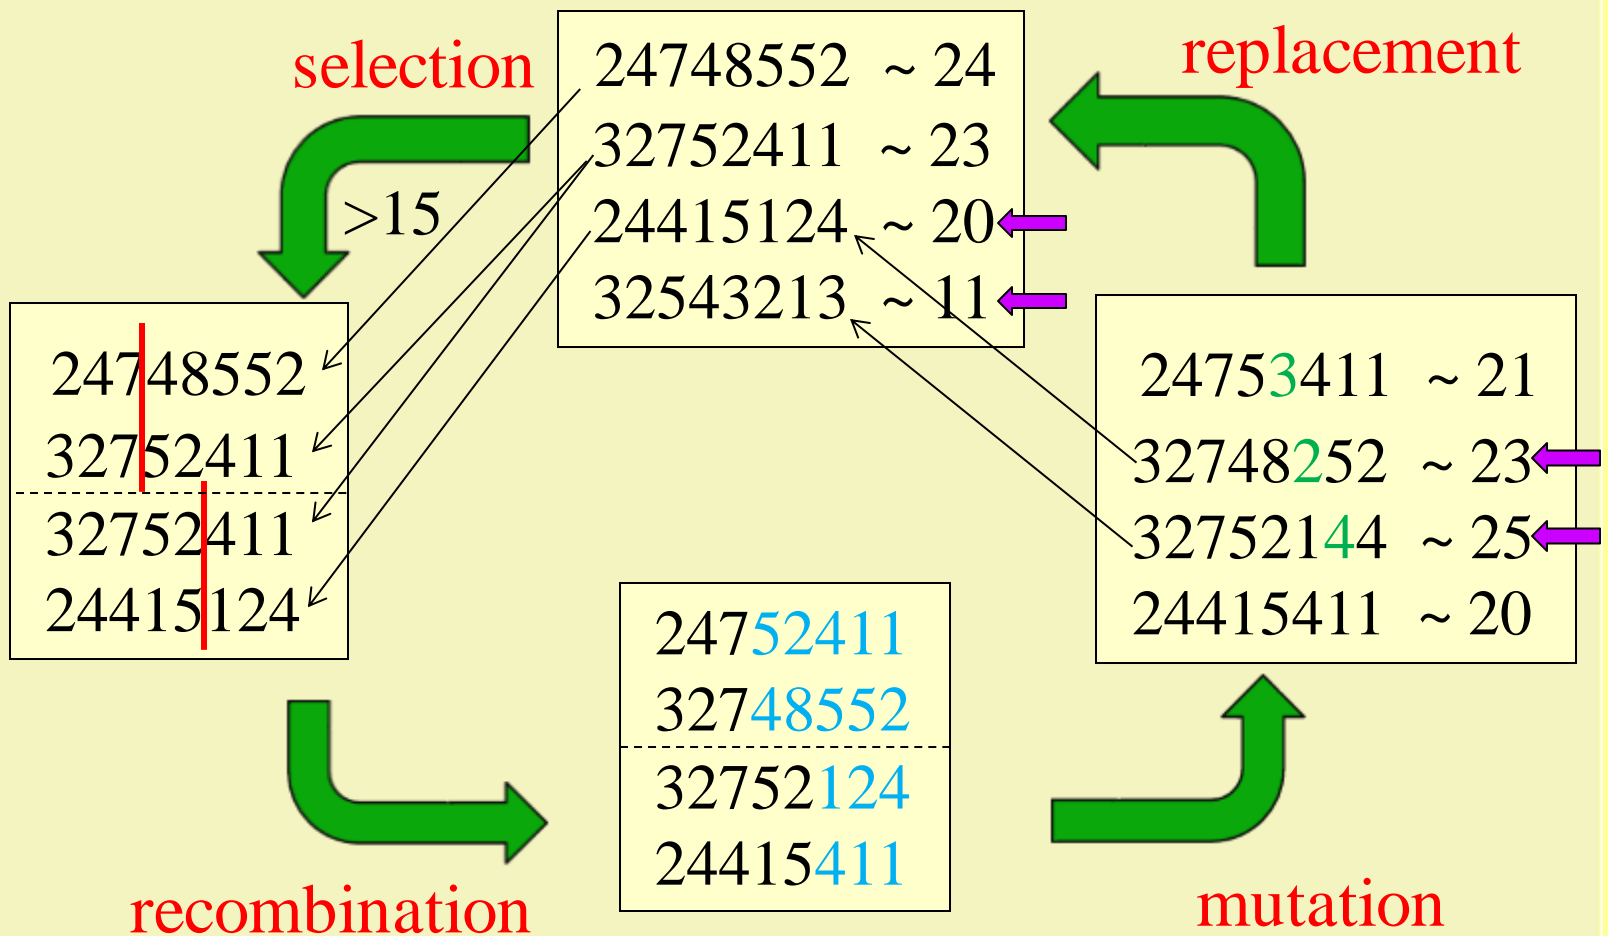 selection
24748552 ~ 24
32752411 ~ 23
24415124 ~ 20
32543213 ~ 11
replacement
>15
24748552
32752411
32752411
24415124
24753411 ~ 21
32748252 ~ 23
32752144 ~ 25
24415411 ~ 20
24752411
32748552
32752124
24415411
recombination
mutation